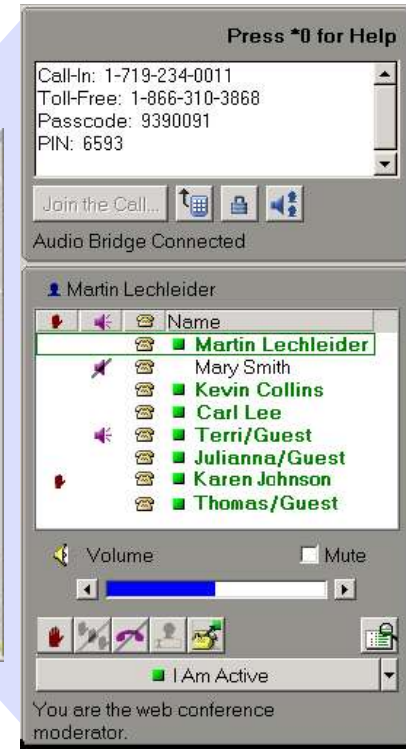 Press *0 for Help
Call-In: 1-719-234-0011
Toll-Free: 1-866-310-3868
Passcode: 9390091
PIN: 6593
Join the Call...
Audio Bridge Connected
Martin Lechleider
Name
Martin Lechleider
Mary Smith
Kevin Collins
Carl Lee
Terri/Guest
Julianna/Guest
Karen Johnson
Thomas/Guest
Volume Mute
I Am Active
You are the web conference
moderator.